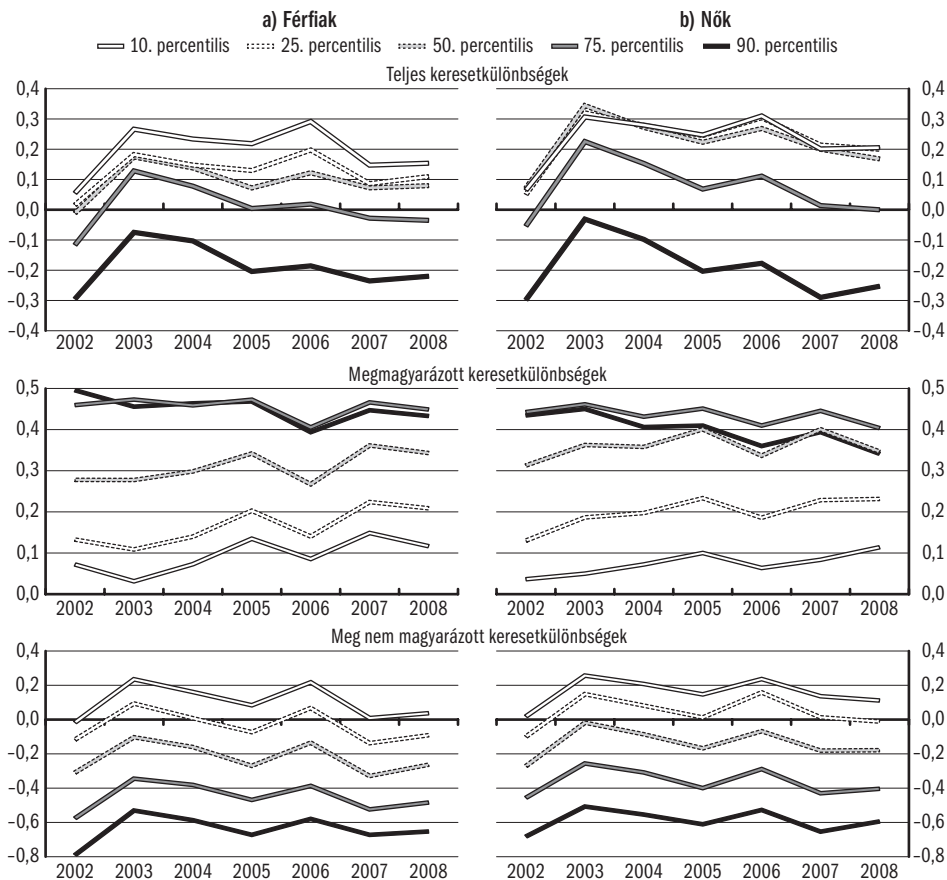 a) Férfiak
b) Nők
10. percentilis 25. percentilis 50. percentilis 75. percentilis 90. percentilis
Teljes keresetkülönbségek
0,4 0,4
0,3 0,3
0,2 0,2
0,1 0,1
0,0 0,0
–0,1 –0,1
–0,2 –0,2
–0,3 –0,3
–0,4 –0,4
2002 2003 2004 2005 2006 2007 2008 2002 2003 2004 2005 2006 2007 2008
Megmagyarázott keresetkülönbségek
0,5 0,5
0,4 0,4
0,3 0,3
0,2 0,2
0,1 0,1
0,0 0,0
2002 2003 2004 2005 2006 2007 2008 2002 2003 2004 2005 2006 2007 2008
Meg nem magyarázott keresetkülönbségek
0,4 0,4
0,2 0,2
0,0 0,0
–0,2 –0,2
–0,4 –0,4
–0,6 –0,6
–0,8 –0,8
2002 2003 2004 2005 2006 2007 2008 2002 2003 2004 2005 2006 2007 2008